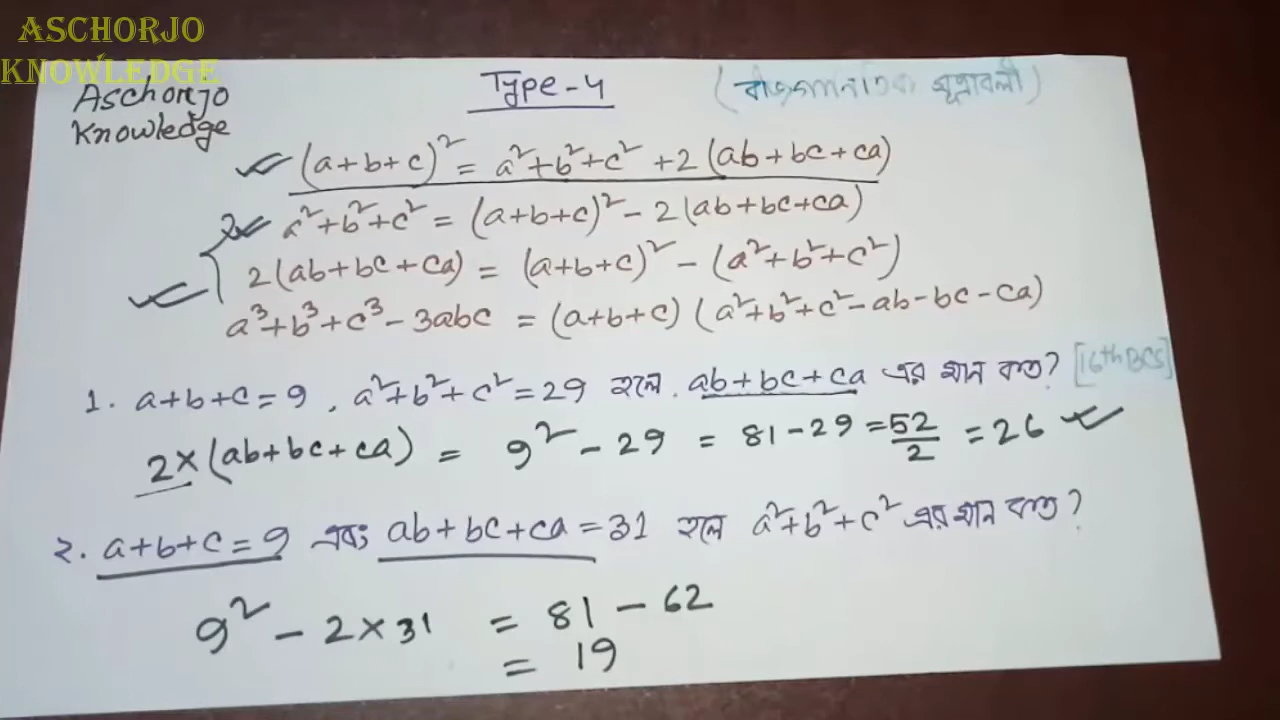 ASCHORJO
KNOWLEDGE
Aschorjo
Knowledge
Type-4
(বীজগানিতিক সূত্রাবলী)
(a+b+c)² = a²+b²+c² +2(ab+bc+ca)
a²+b²+c² = (a+b+c)² - 2(ab+bc+ca)
2(ab+bc+ca) = (a+b+c)² - (a²+b²+c²)
a³+b³+c³-3abc = (a+b+c) (a²+b²+c²-ab-bc-ca)
1. a+b+c=9, a²+b²+c²=29 হলে ab+bc+ca এর মান কত? [16th BCS]
2×(ab+bc+ca) = 9² - 29 = 81-29 = 52/2 = 26
২. a+b+c=9 এবং ab+bc+ca=31 হলে a²+b²+c² এর মান কত?
9² - 2×31 = 81 - 62
= 19